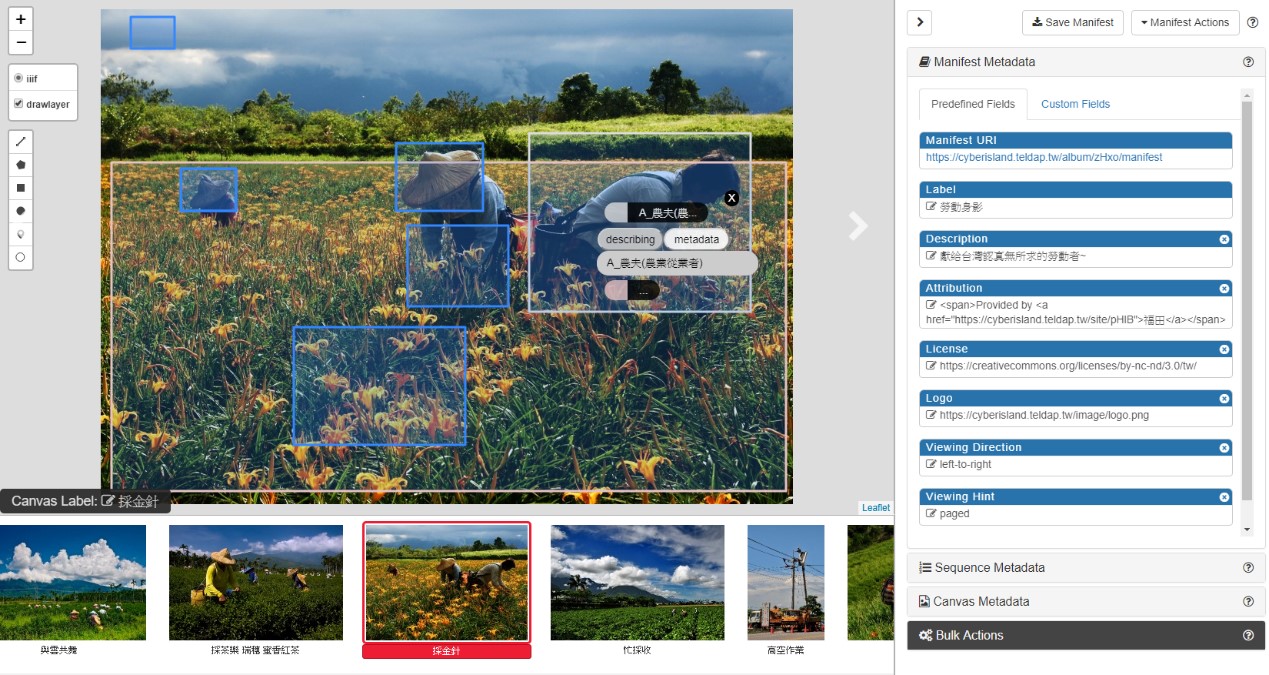 +
−
iiif
drawlayer
A_農夫(農...
X
describing
metadata
A_農夫(農業從業者)
...
Canvas Label: 採金針
Leaflet
與雲共舞
採茶樂 瑞穗 蜜香紅茶
採金針
忙採收
高空作業
Save Manifest
Manifest Actions
Manifest Metadata
Predefined Fields
Custom Fields
Manifest URI
https://cyberisland.teldap.tw/album/zHxo/manifest
Label
勞動身影
Description
獻給台灣認真無所求的勞動者~
Attribution
<span>Provided by <a
href="https://cyberisland.teldap.tw/site/pHIB">福田</a></span>
License
https://creativecommons.org/licenses/by-nc-nd/3.0/tw/
Logo
https://cyberisland.teldap.tw/image/logo.png
Viewing Direction
left-to-right
Viewing Hint
paged
Sequence Metadata
Canvas Metadata
Bulk Actions